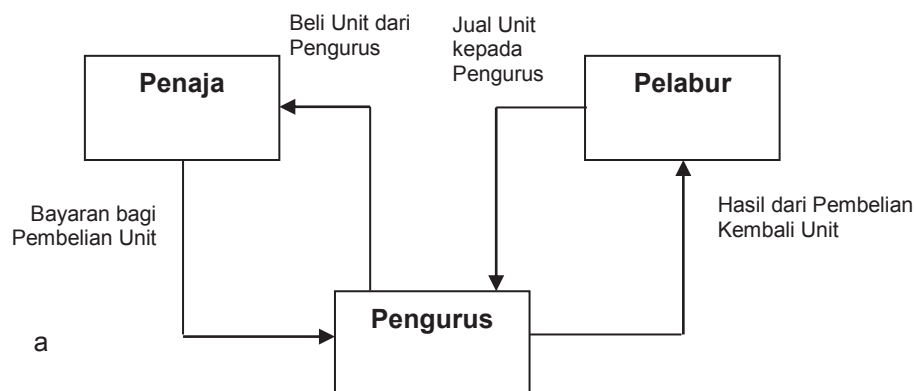 Beli Unit dari
Pengurus
Jual Unit
kepada
Pengurus
Penaja
Pelabur
Bayaran bagi
Pembelian Unit
Hasil dari Pembelian
Kembali Unit
Pengurus
a